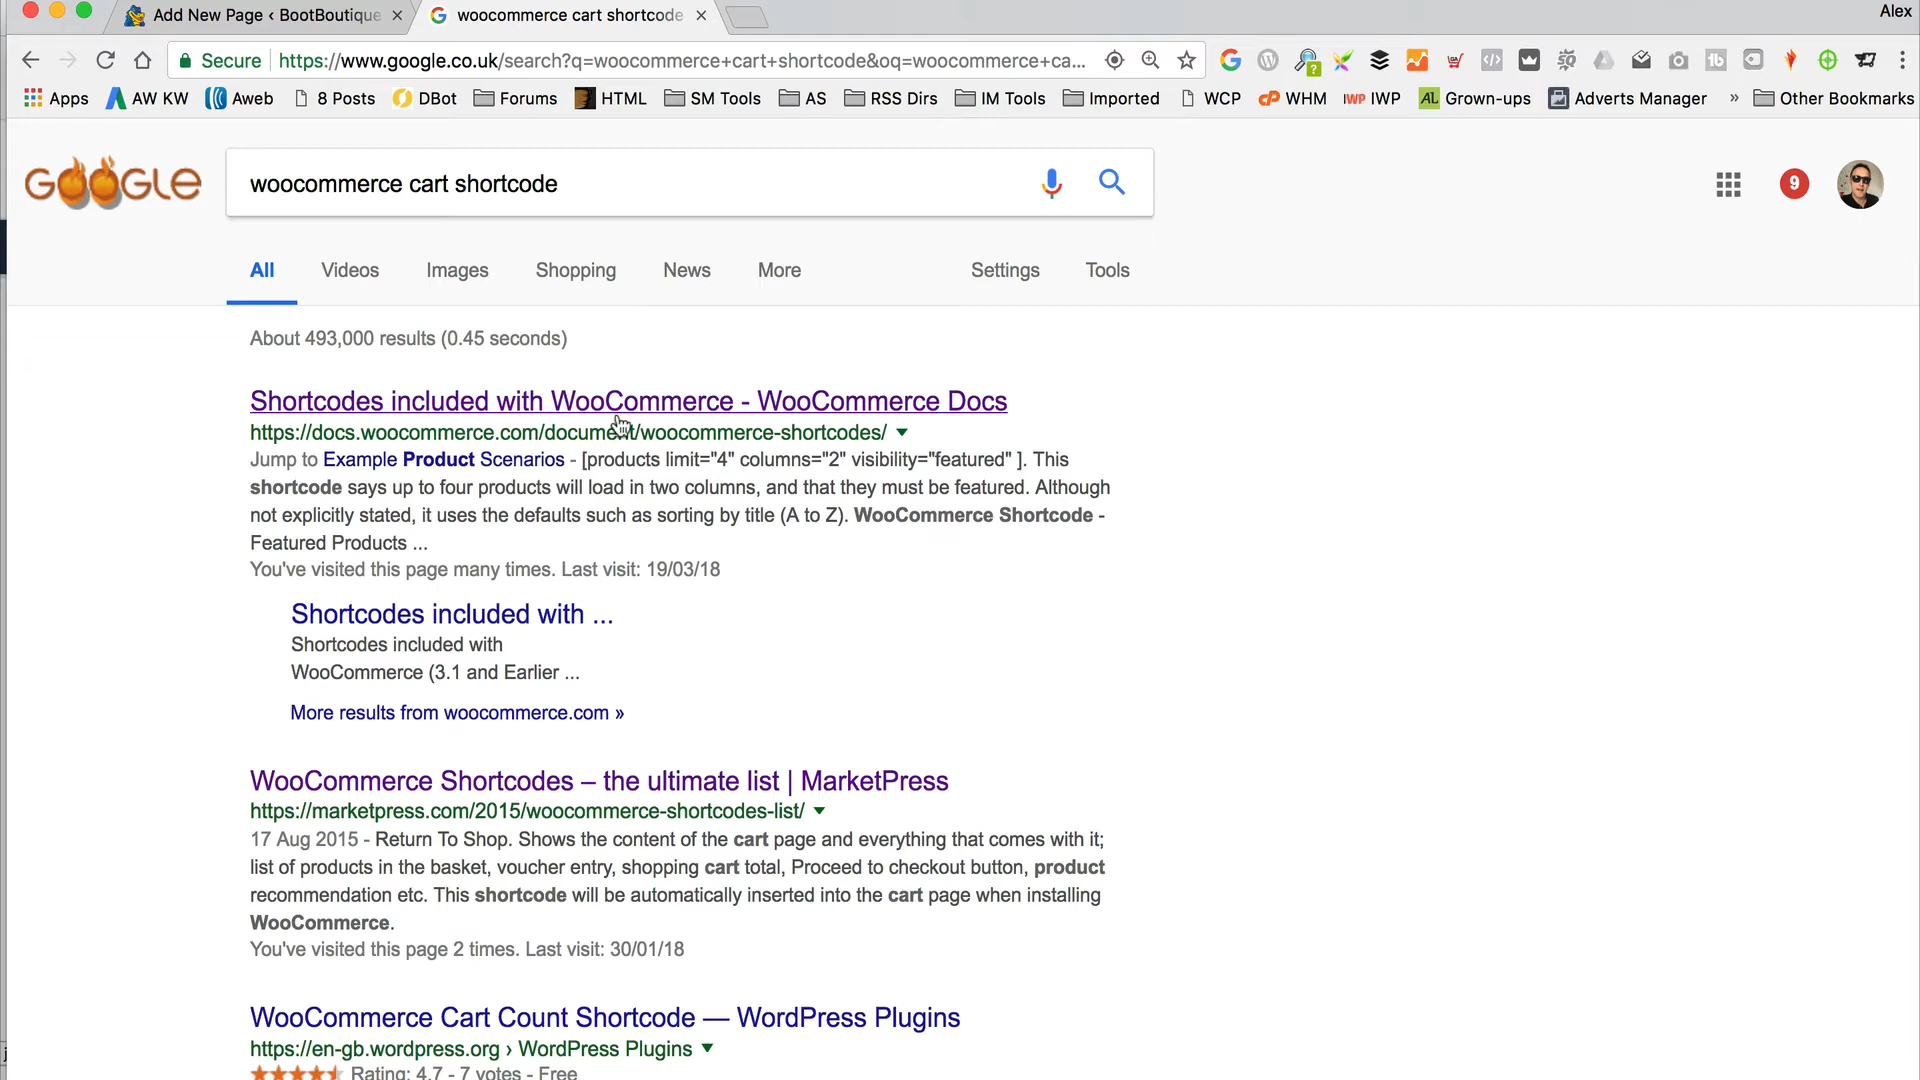 Add New Page ‹ BootBoutique
woocommerce cart shortcode
Alex
Secure
https://www.google.co.uk/search?q=woocommerce+cart+shortcode&oq=woocommerce+ca...
Apps
AW KW
Aweb
8 Posts
DBot
Forums
HTML
SM Tools
AS
RSS Dirs
IM Tools
Imported
WCP
cP WHM
IWP IWP
AL Grown-ups
Adverts Manager
»
Other Bookmarks
GOOGLE
woocommerce cart shortcode
9
All
Videos
Images
Shopping
News
More
Settings
Tools
About 493,000 results (0.45 seconds)
Shortcodes included with WooCommerce - WooCommerce Docs
https://docs.woocommerce.com/document/woocommerce-shortcodes/
Jump to Example Product Scenarios - [products limit="4" columns="2" visibility="featured" ]. This
shortcode says up to four products will load in two columns, and that they must be featured. Although
not explicitly stated, it uses the defaults such as sorting by title (A to Z). WooCommerce Shortcode -
Featured Products ...
You've visited this page many times. Last visit: 19/03/18
Shortcodes included with ...
Shortcodes included with
WooCommerce (3.1 and Earlier ...
More results from woocommerce.com »
WooCommerce Shortcodes – the ultimate list | MarketPress
https://marketpress.com/2015/woocommerce-shortcodes-list/
17 Aug 2015 - Return To Shop. Shows the content of the cart page and everything that comes with it;
list of products in the basket, voucher entry, shopping cart total, Proceed to checkout button, product
recommendation etc. This shortcode will be automatically inserted into the cart page when installing
WooCommerce.
You've visited this page 2 times. Last visit: 30/01/18
WooCommerce Cart Count Shortcode — WordPress Plugins
https://en-gb.wordpress.org › WordPress Plugins
Rating: 4.7 - 7 votes - Free